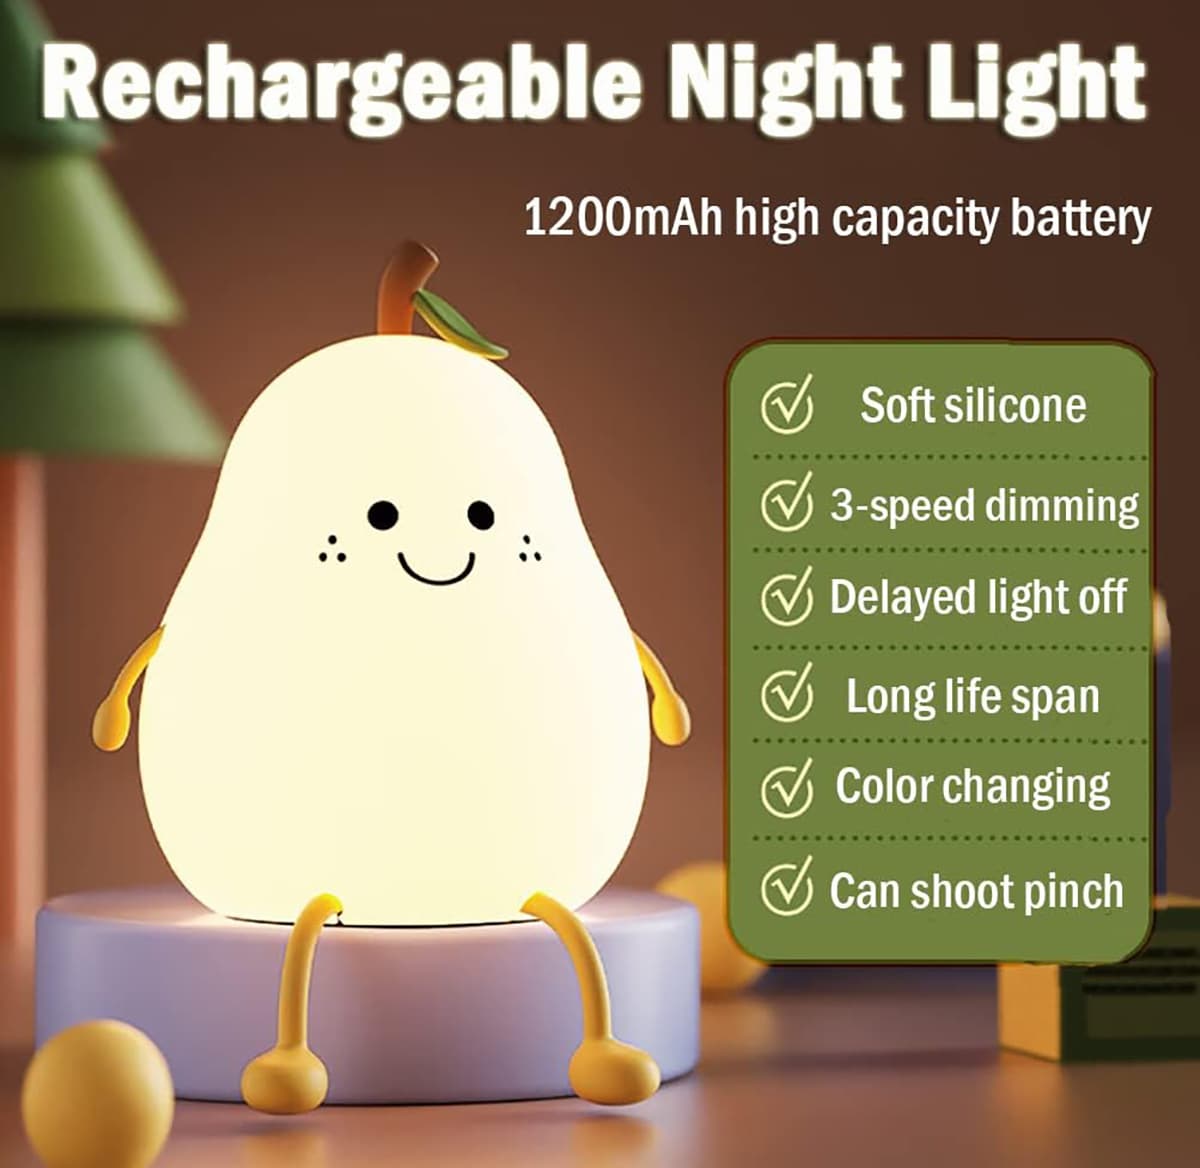 Rechargeable Night Light
1200mAh high capacity battery
Soft silicone
3-speed dimming
Delayed light off
Long life span
Color changing
Can shoot pinch